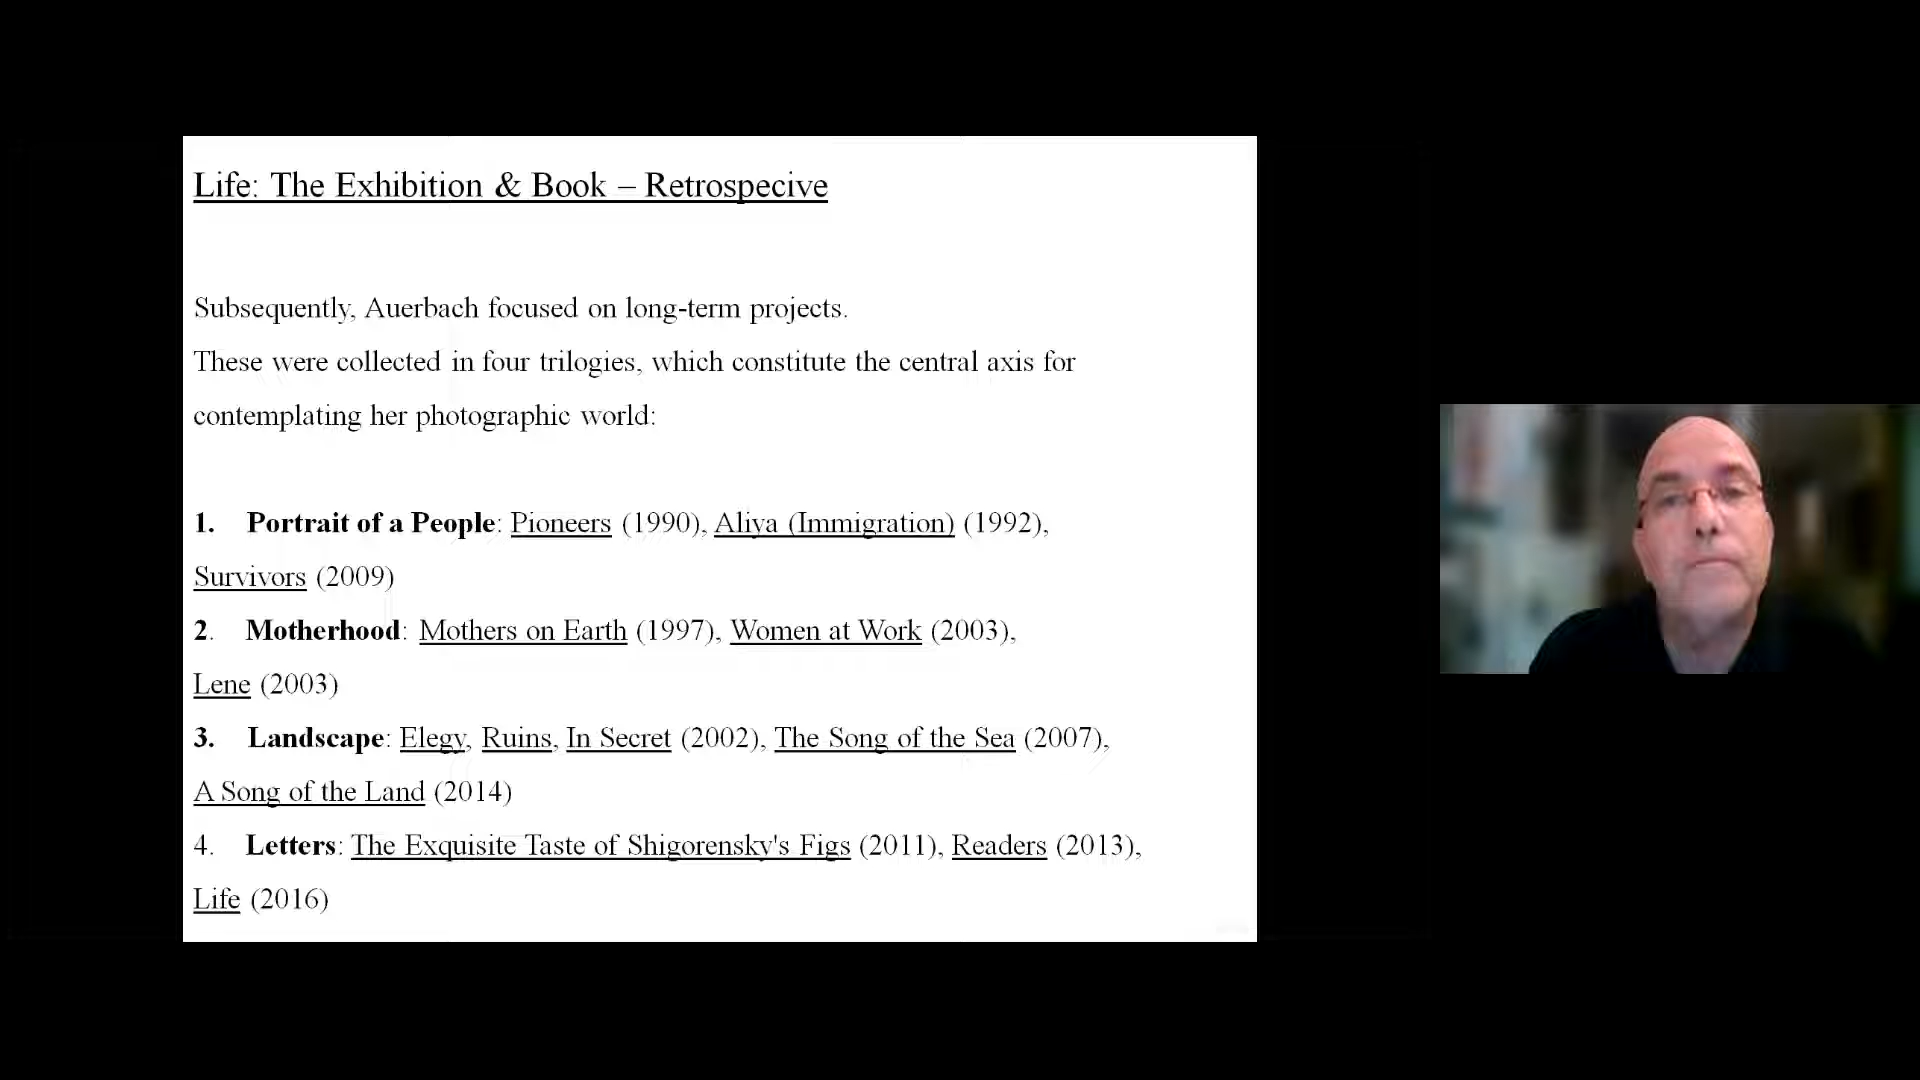 Life: The Exhibition & Book – Retrospecive
Subsequently, Auerbach focused on long-term projects.
These were collected in four trilogies, which constitute the central axis for
contemplating her photographic world:
1. Portrait of a People: Pioneers (1990), Aliya (Immigration) (1992),
Survivors (2009)
2. Motherhood: Mothers on Earth (1997), Women at Work (2003),
Lene (2003)
3. Landscape: Elegy, Ruins, In Secret (2002), The Song of the Sea (2007),
A Song of the Land (2014)
4. Letters: The Exquisite Taste of Shigorensky's Figs (2011), Readers (2013),
Life (2016)